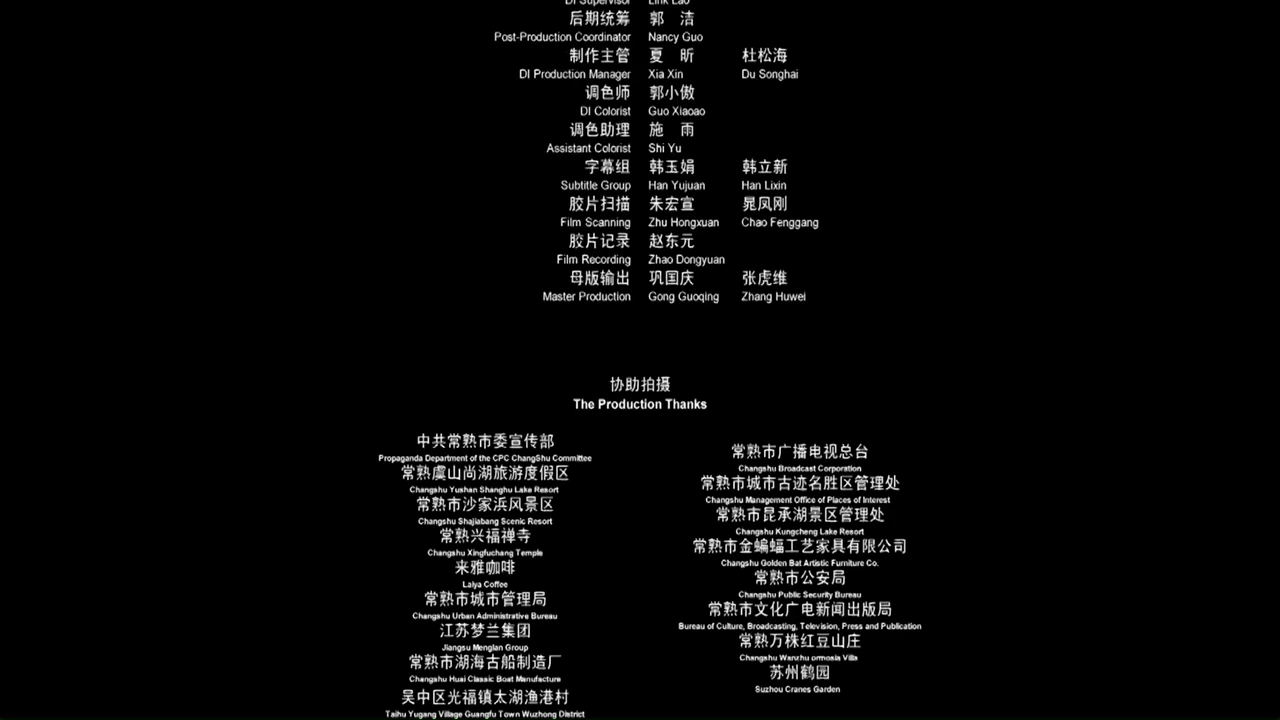 DI Supervisor Link Lao
后期统筹 郭 洁
Post-Production Coordinator Nancy Guo
制作主管 夏 昕 杜松海
DI Production Manager Xia Xin Du Songhai
调色师 郭小傲
DI Colorist Guo Xiaoao
调色助理 施 雨
Assistant Colorist Shi Yu
字幕组 韩玉娟 韩立新
Subtitle Group Han Yujuan Han Lixin
胶片扫描 朱宏宣 晁凤刚
Film Scanning Zhu Hongxuan Chao Fenggang
胶片记录 赵东元
Film Recording Zhao Dongyuan
母版输出 巩国庆 张虎维
Master Production Gong Guoqing Zhang Huwei
协助拍摄
The Production Thanks
中共常熟市委宣传部
Propaganda Department of the CPC ChangShu Committee
常熟虞山尚湖旅游度假区
Changshu Yushan Shanghu Lake Resort
常熟市沙家浜风景区
Changshu Shajiabang Scenic Resort
常熟兴福禅寺
Changshu Xingfuchang Temple
来雅咖啡
Laiya Coffee
常熟市城市管理局
Changshu Urban Administrative Bureau
江苏梦兰集团
Jiangsu Menglan Group
常熟市湖海古船制造厂
Changshu Huai Classic Boat Manufacture
吴中区光福镇太湖渔港村
Taihu Yugang Village Guangfu Town Wuzhong District
常熟市广播电视总台
Changshu Broadcast Corporation
常熟市城市古迹名胜区管理处
Changshu Management Office of Places of Interest
常熟市昆承湖景区管理处
Changshu Kungcheng Lake Resort
常熟市金蝙蝠工艺家具有限公司
Changshu Golden Bat Artistic Furniture Co.
常熟市公安局
Changshu Public Security Bureau
常熟市文化广电新闻出版局
Bureau of Culture, Broadcasting, Television, Press and Publication
常熟万株红豆山庄
Changshu Wanzhu ormosia Villa
苏州鹤园
Suzhou Cranes Garden